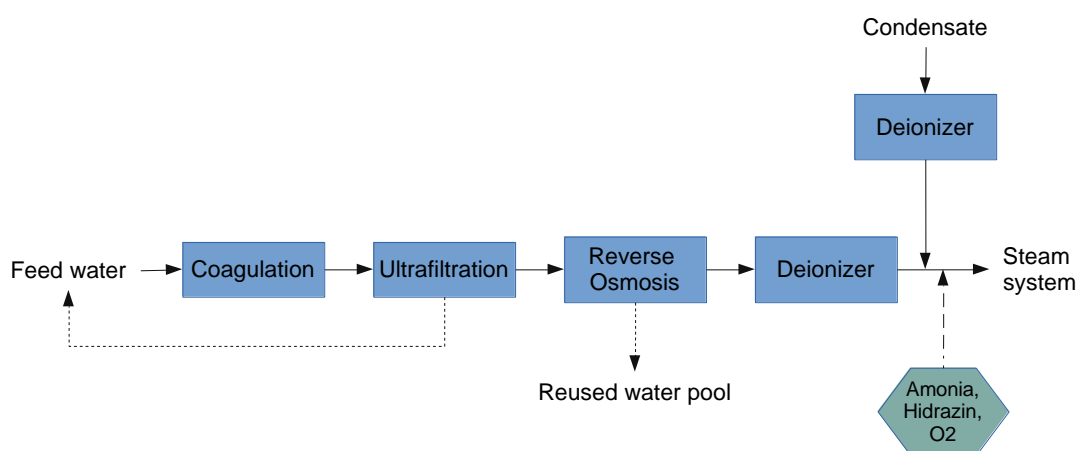 Condensate
Deionizer
Feed water
Coagulation
Ultrafiltration
Reverse
Osmosis
Deionizer
Steam
system
Reused water pool
Amonia,
Hidrazin,
O2